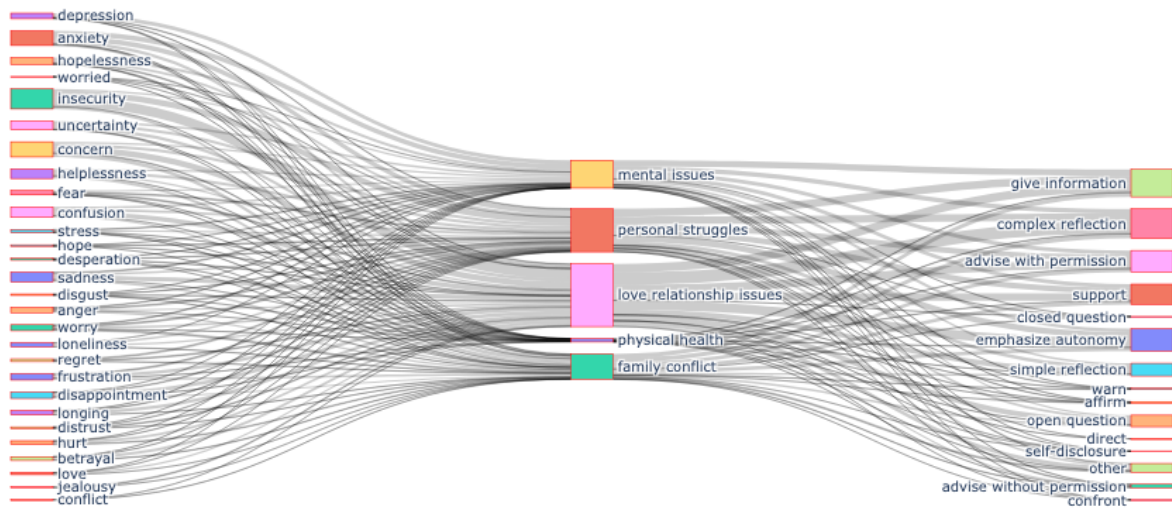 depression
anxiety
hopelessness
worried
insecurity
uncertainty
concern
helplessness
fear
confusion
stress
hope
desperation
sadness
disgust
anger
worry
loneliness
regret
frustration
disappointment
longing
distrust
hurt
betrayal
love
jealousy
conflict
mental issues
personal struggles
love relationship issues
physical health
family conflict
give information
complex reflection
advise with permission
support
closed question
emphasize autonomy
simple reflection
warn
affirm
open question
direct
self-disclosure
other
advise without permission
confront